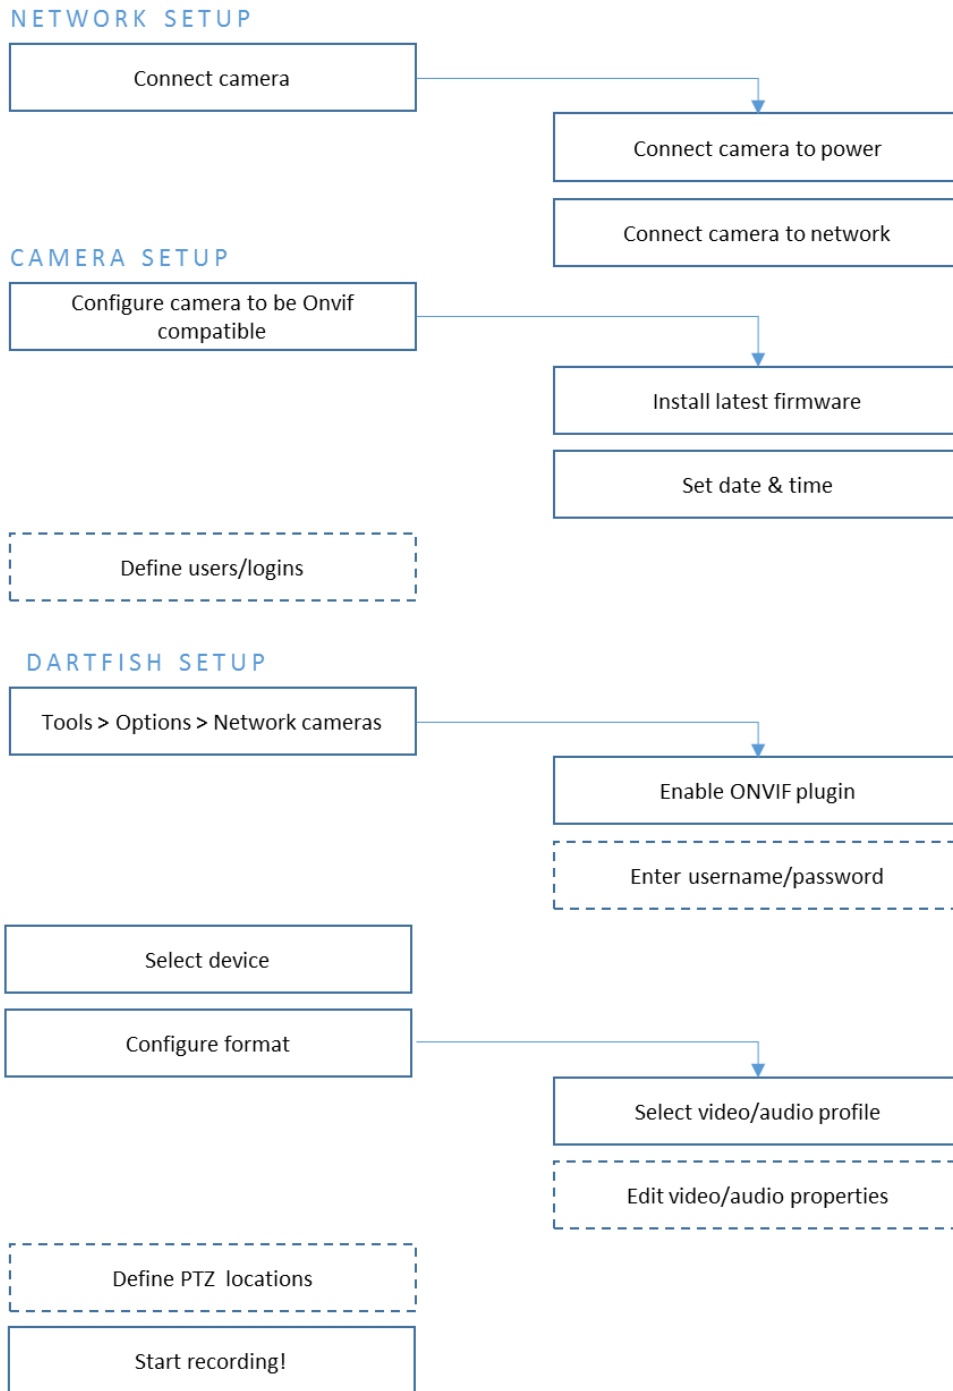 NETWORK SETUP
Connect camera
Connect camera to power
Connect camera to network
CAMERA SETUP
Configure camera to be Onvif
compatible
Install latest firmware
Set date & time
Define users/logins
DARTFISH SETUP
Tools > Options > Network cameras
Enable ONVIF plugin
Enter username/password
Select device
Configure format
Select video/audio profile
Edit video/audio properties
Define PTZ locations
Start recording!